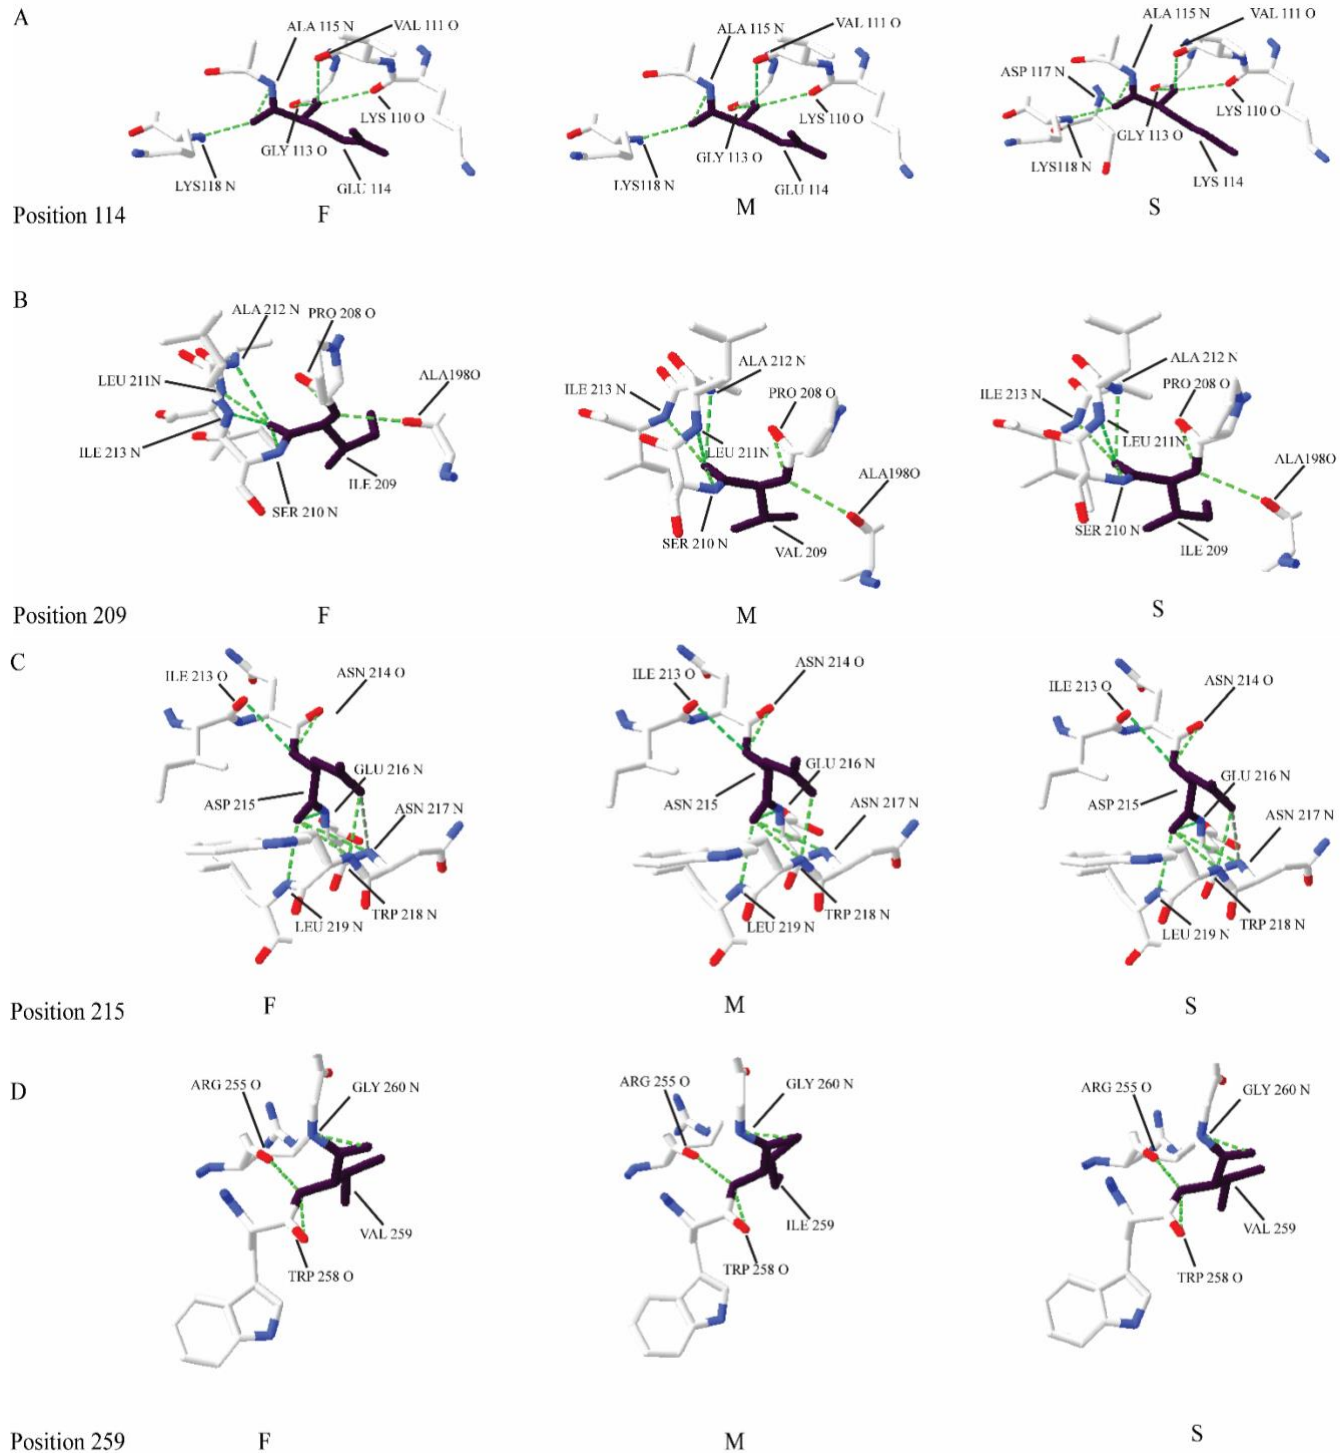 A
ALA 115 N
VAL 111 O
LYS 110 O
GLY 113 O
LYS118 N
GLU 114
ALA 115 N
VAL 111 O
LYS 110 O
GLY 113 O
LYS118 N
GLU 114
ALA 115 N
VAL 111 O
ASP 117 N
LYS 110 O
GLY 113 O
LYS118 N
LYS 114
Position 114
F
M
S
B
ALA 212 N
PRO 208 O
LEU 211N
ALA198O
ILE 213 N
ILE 209
SER 210 N
ALA 212 N
ILE 213 N
PRO 208 O
LEU 211N
ALA198O
SER 210 N
VAL 209
ALA 212 N
ILE 213 N
PRO 208 O
LEU 211N
ALA198O
SER 210 N
ILE 209
Position 209
F
M
S
C
ILE 213 O
ASN 214 O
GLU 216 N
ASP 215
ASN 217 N
TRP 218 N
LEU 219 N
ILE 213 O
ASN 214 O
GLU 216 N
ASN 215
ASN 217 N
TRP 218 N
LEU 219 N
ILE 213 O
ASN 214 O
GLU 216 N
ASP 215
ASN 217 N
TRP 218 N
LEU 219 N
Position 215
F
M
S
D
ARG 255 O
GLY 260 N
VAL 259
TRP 258 O
ARG 255 O
GLY 260 N
ILE 259
TRP 258 O
ARG 255 O
GLY 260 N
VAL 259
TRP 258 O
Position 259
F
M
S